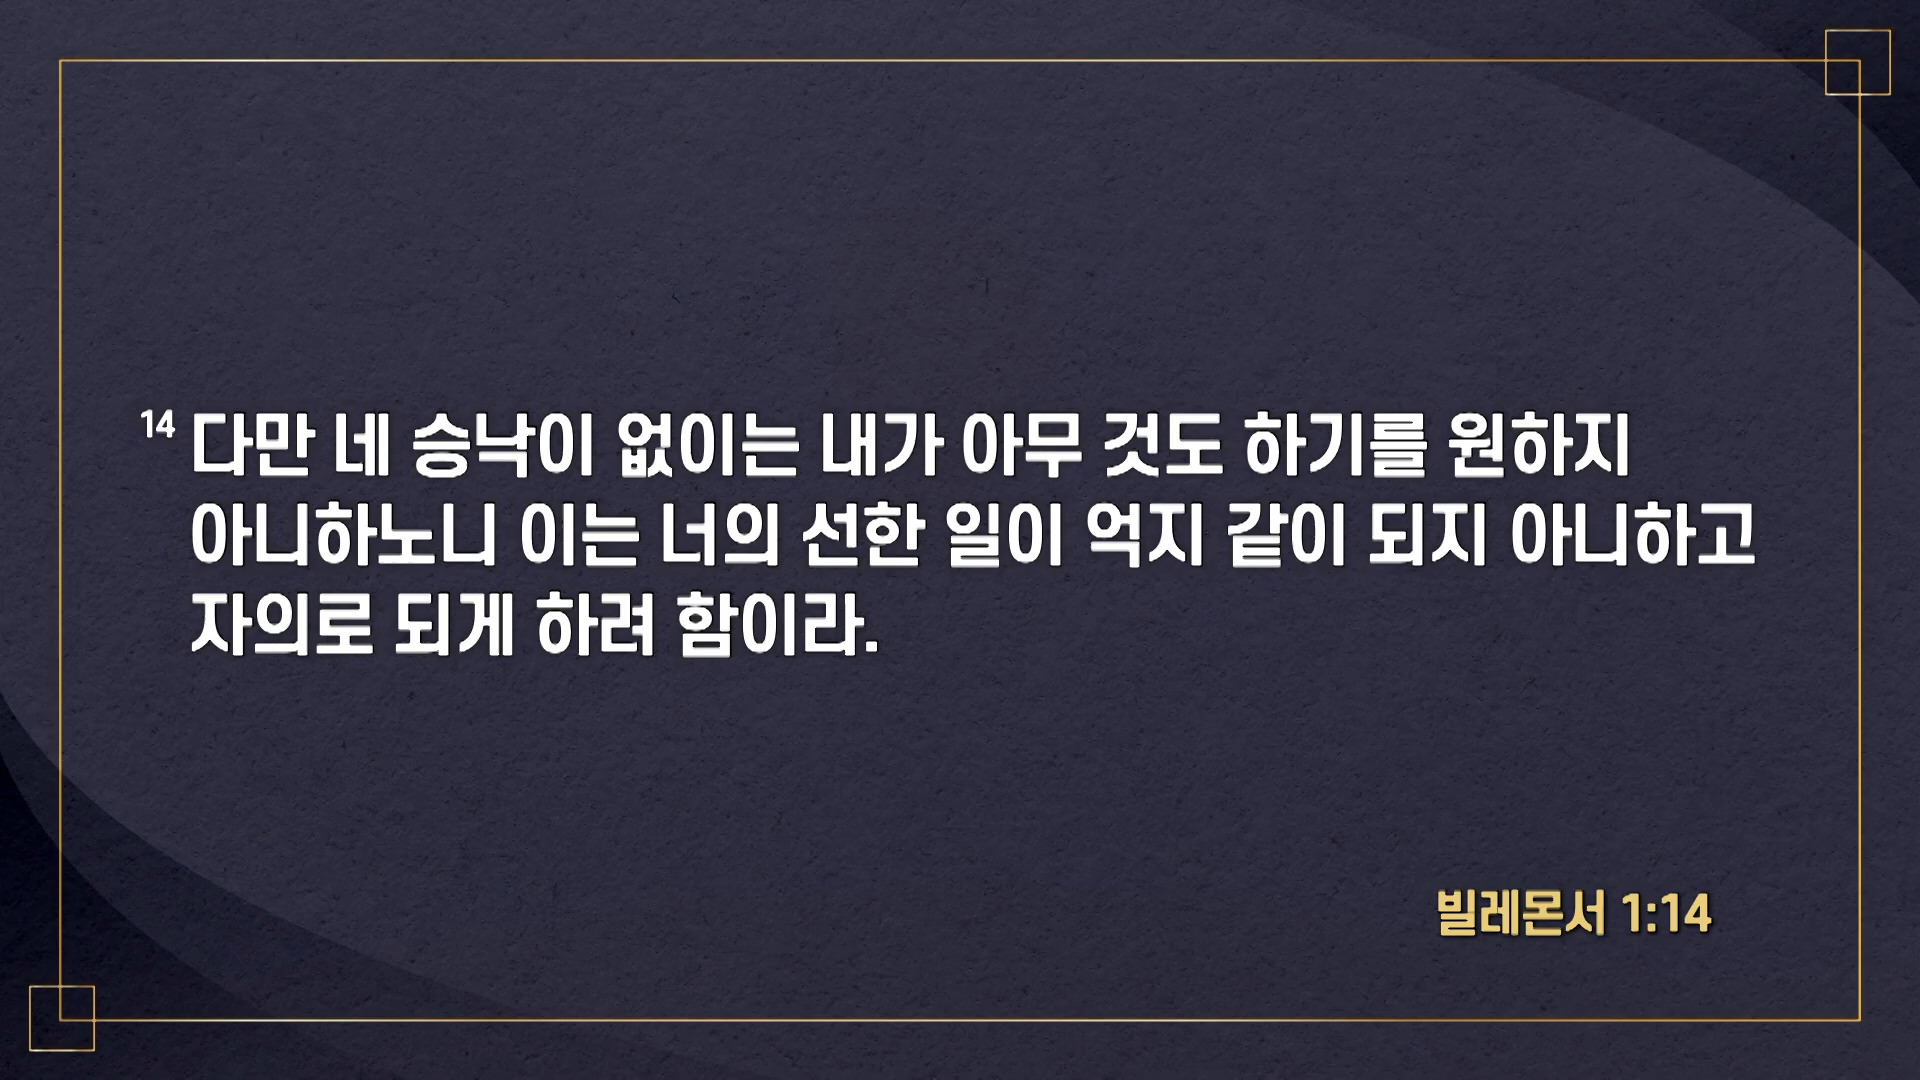 14 다만 네 승낙이 없이는 내가 아무 것도 하기를 원하지
아니하노니 이는 너의 선한 일이 억지 같이 되지 아니하고
자의로 되게 하려 함이라.
빌레몬서 1:14